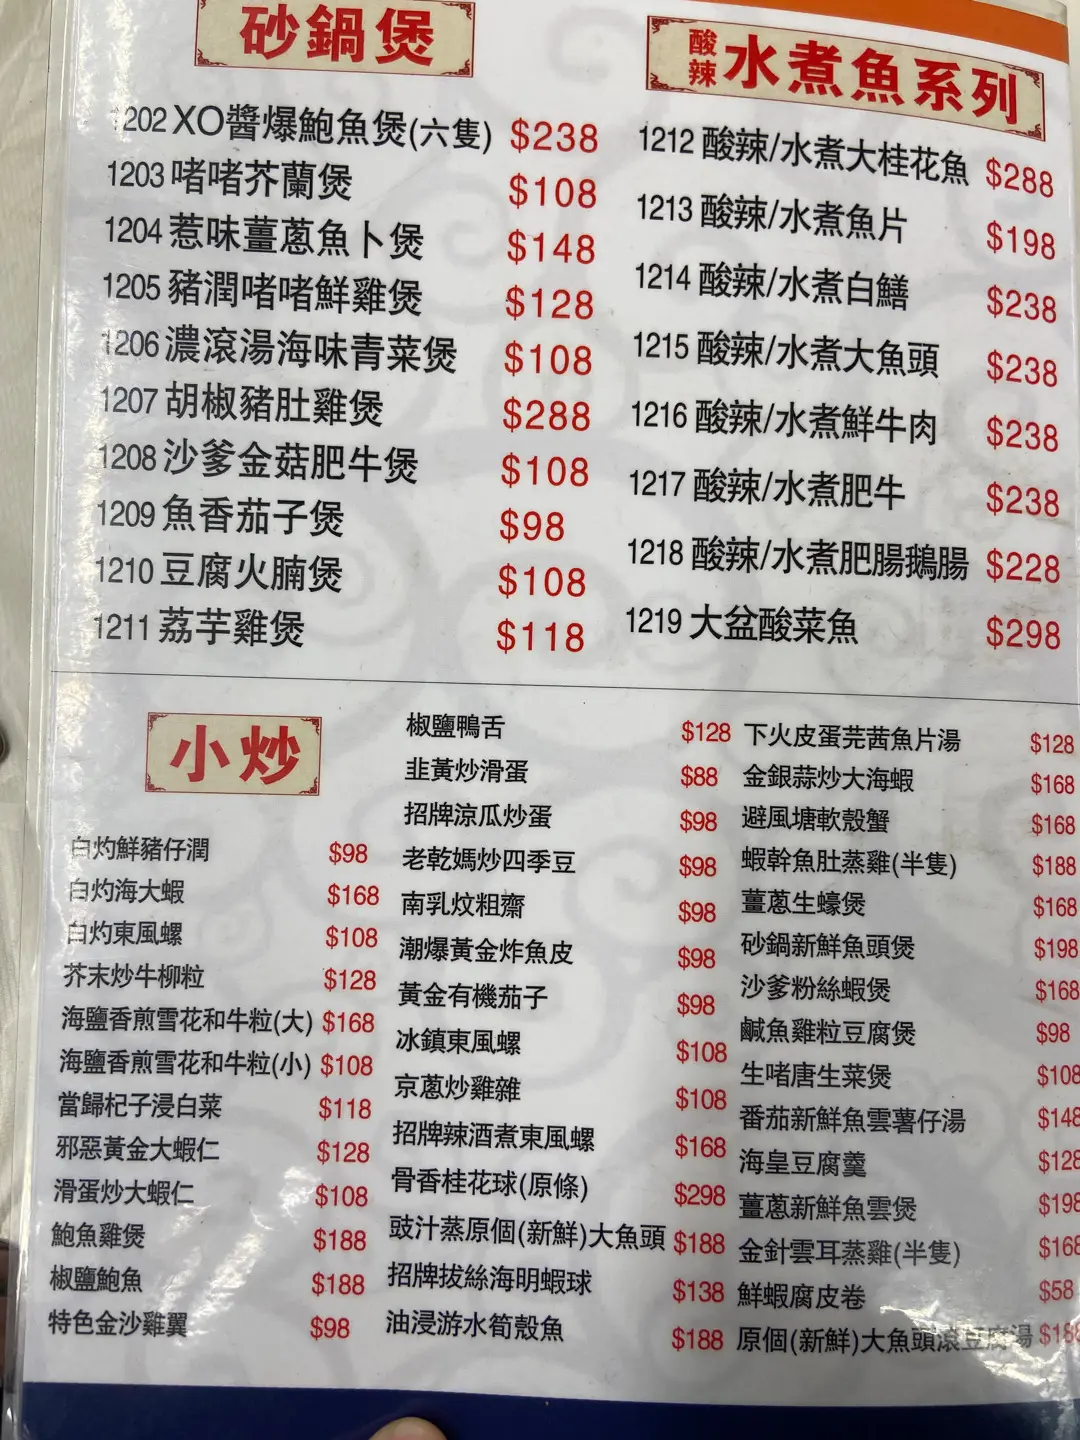 砂鍋煲
1202 XO醬爆鮑魚煲(六隻) $238
1203 啫啫芥蘭煲 $108
1204 惹味薑蔥魚卜煲 $148
1205 豬潤啫啫鮮雞煲 $128
1206 濃滾湯海味青菜煲 $108
1207 胡椒豬肚雞煲 $288
1208 沙爹金菇肥牛煲 $108
1209 魚香茄子煲 $98
1210 豆腐火腩煲 $108
1211 荔芋雞煲 $118
酸辣 水煮魚系列
1212 酸辣/水煮大桂花魚 $288
1213 酸辣/水煮魚片 $198
1214 酸辣/水煮白鱔 $238
1215 酸辣/水煮大魚頭 $238
1216 酸辣/水煮鮮牛肉 $238
1217 酸辣/水煮肥牛 $238
1218 酸辣/水煮肥腸鵝腸 $228
1219 大盆酸菜魚 $298
小炒
白灼鮮豬仔潤 $98
白灼海大蝦 $168
白灼東風螺 $108
芥末炒牛柳粒 $128
海鹽香煎雪花和牛粒(大) $168
海鹽香煎雪花和牛粒(小) $108
當歸杞子浸白菜 $118
邪惡黃金大蝦仁 $128
滑蛋炒大蝦仁 $108
鮑魚雞煲 $188
椒鹽鮑魚 $188
特色金沙雞翼 $98
椒鹽鴨舌 $128
韭黃炒滑蛋 $88
招牌涼瓜炒蛋 $98
老乾媽炒四季豆 $98
南乳炆粗齋 $98
潮爆黃金炸魚皮 $98
黃金有機茄子 $98
冰鎮東風螺 $108
京蔥炒雞雜 $108
招牌辣酒煮東風螺 $168
骨香桂花球(原條) $298
豉汁蒸原個(新鮮)大魚頭 $188
招牌拔絲海明蝦球 $138
油浸游水筍殼魚 $188
下火皮蛋芫茜魚片湯 $128
金銀蒜炒大海蝦 $168
避風塘軟殼蟹 $168
蝦幹魚肚蒸雞(半隻) $188
薑蔥生蠔煲 $168
砂鍋新鮮魚頭煲 $198
沙爹粉絲蝦煲 $168
鹹魚雞粒豆腐煲 $98
生啫唐生菜煲 $108
番茄新鮮魚雲薯仔湯 $148
海皇豆腐羹 $128
薑蔥新鮮魚雲煲 $198
金針雲耳蒸雞(半隻) $168
鮮蝦腐皮卷 $58
原個(新鮮)大魚頭滾豆腐湯 $188